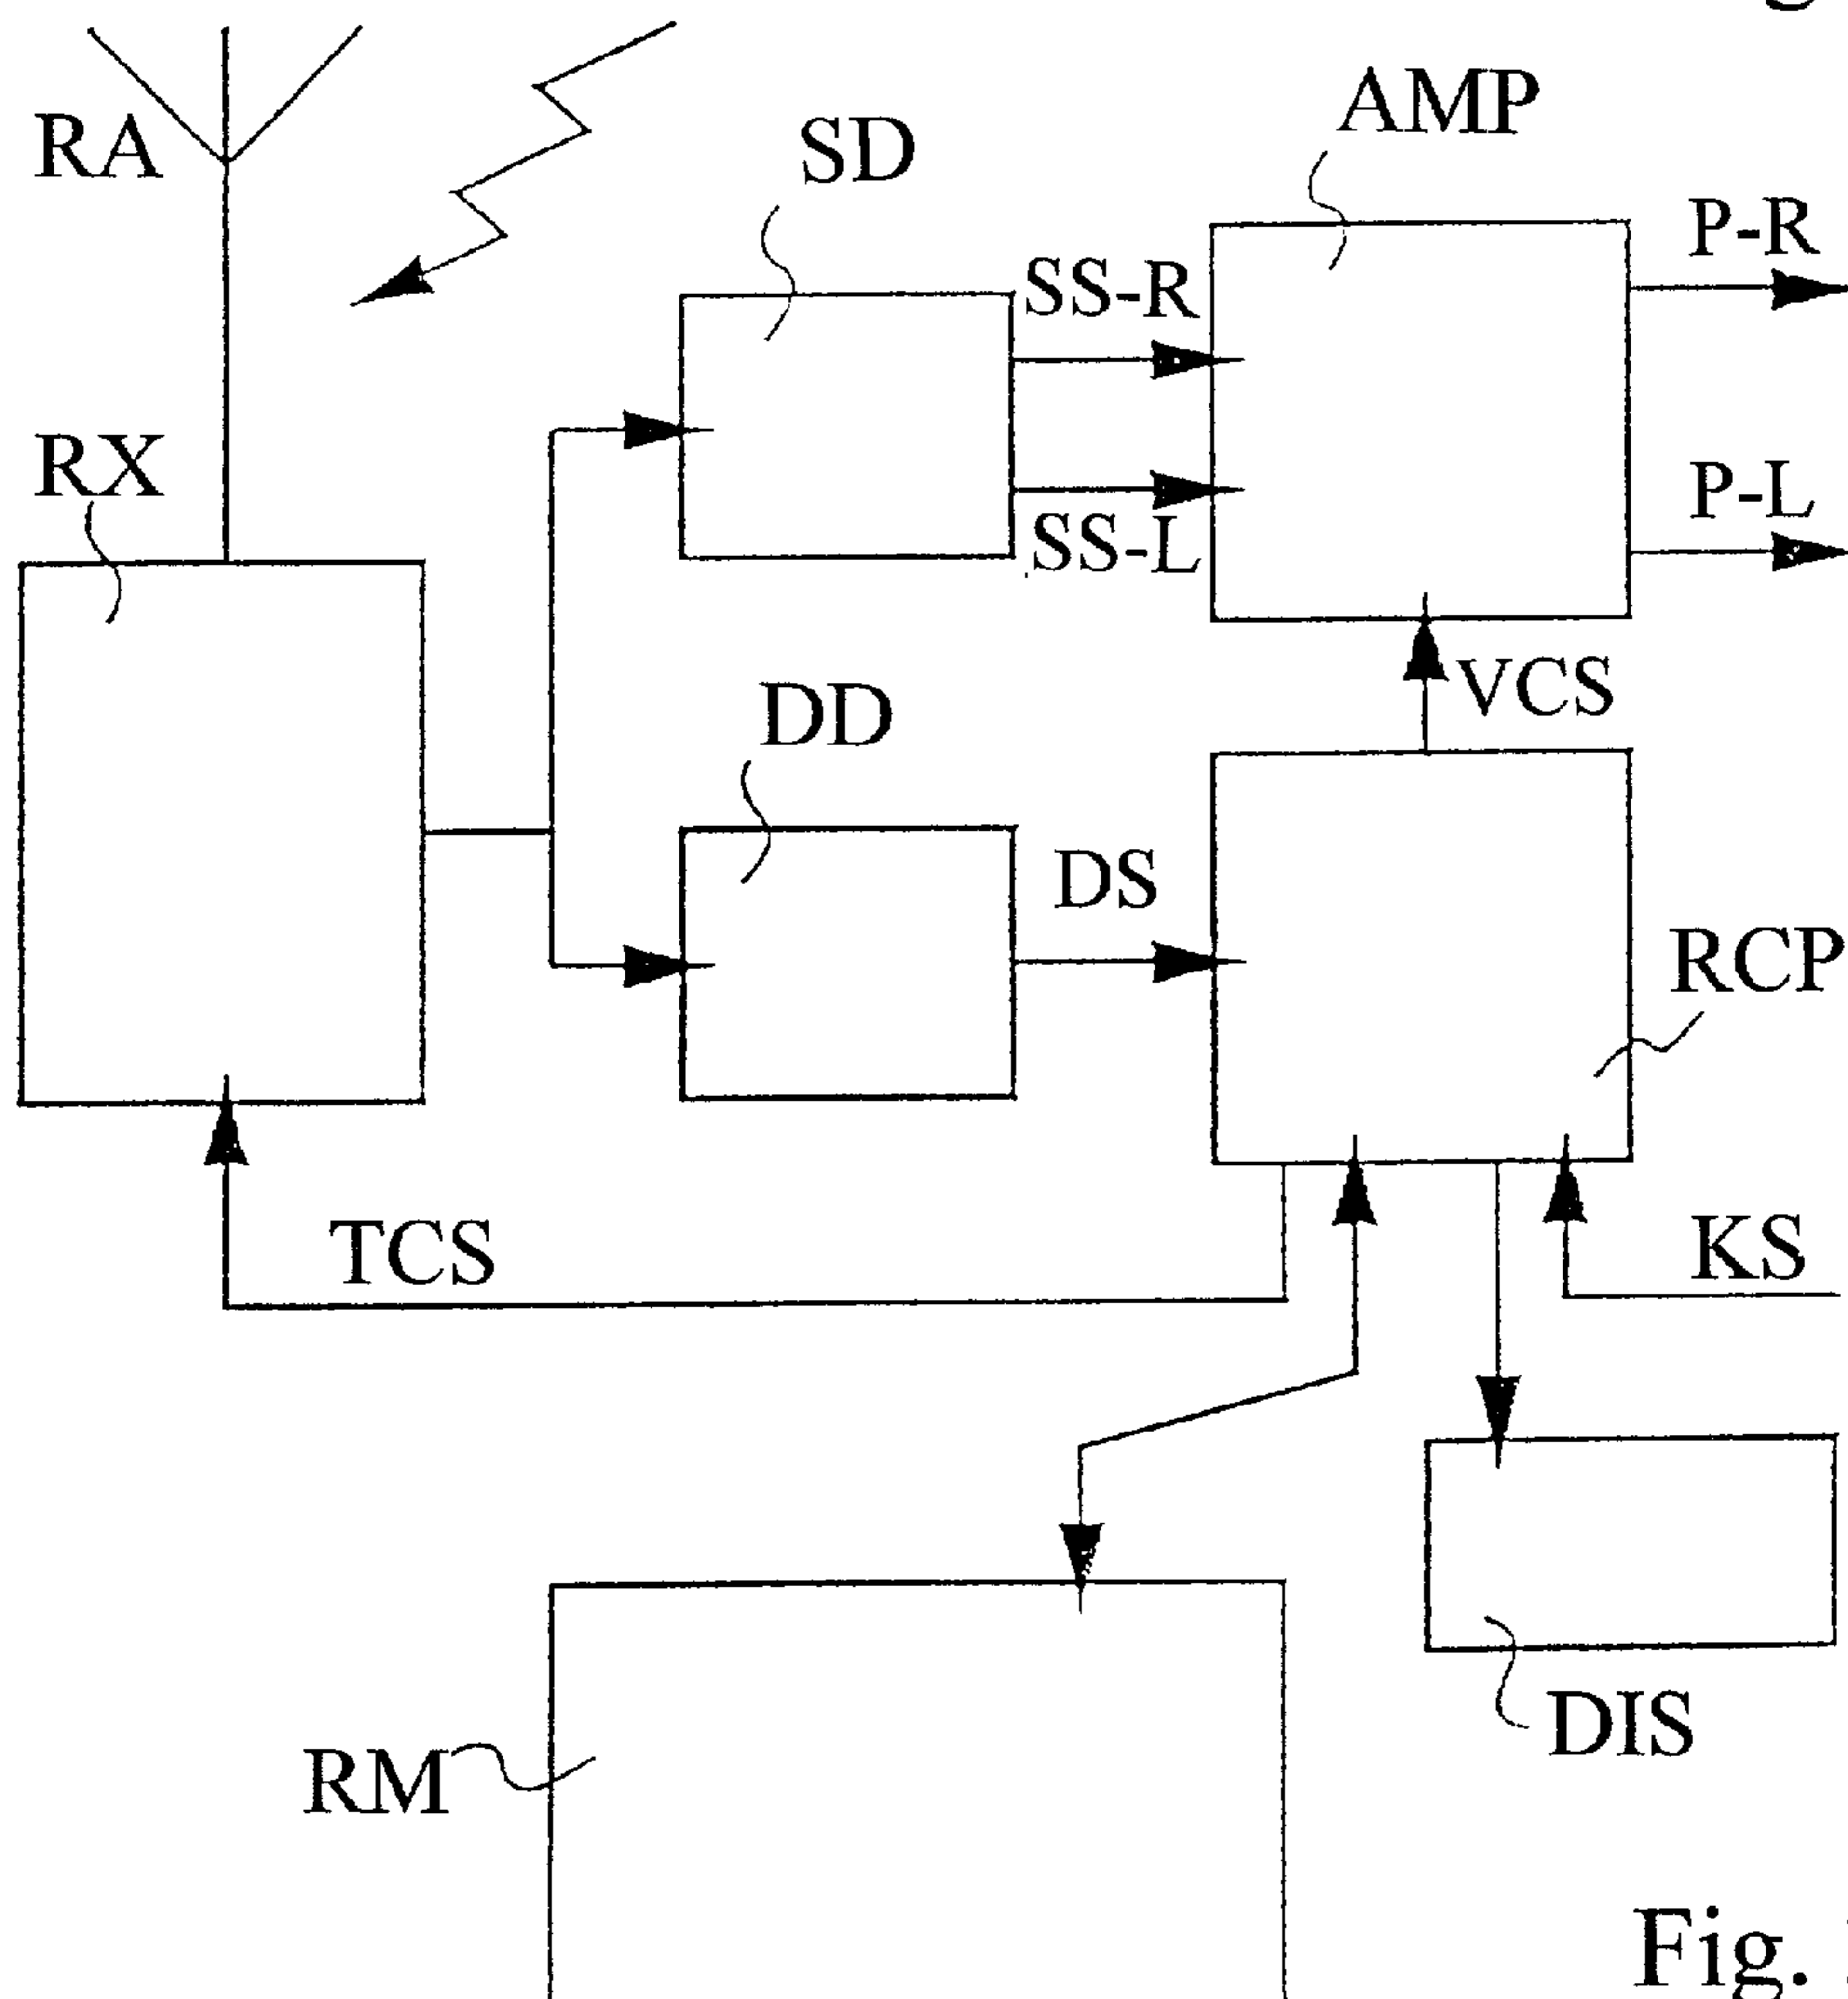 AMP
RA
SD
P-R
SS-R
RX
P-L
SS-L
VCS
DD
DS
RCP
TCS
KS
DIS
RM
Fig.